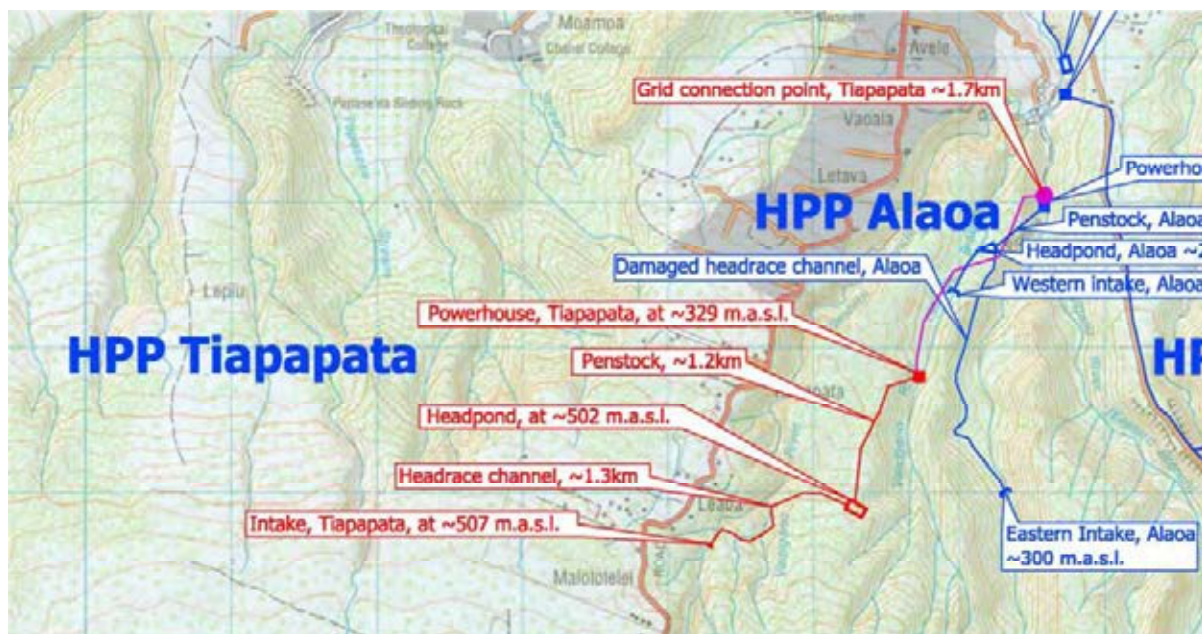 Theological
College
Moamoa
Chanel College
Museum
Avele
Papaseea Sliding Rock
Grid connection point, Tiapapata ~1.7km
Vaoala
Letava
Powerho
HPP Alaoa
Penstock, Alaoa
Headpond, Alaoa ~2
Damaged headrace channel, Alaoa
Western intake, Alaoa
Lepiu
Powerhouse, Tiapapata, at ~329 m.a.s.l.
HPP Tiapapata
HP
Penstock, ~1.2km
Headpond, at ~502 m.a.s.l.
Headrace channel, ~1.3km
Leaoa
Intake, Tiapapata, at ~507 m.a.s.l.
Eastern Intake, Alaoa
~300 m.a.s.l.
Malololelei